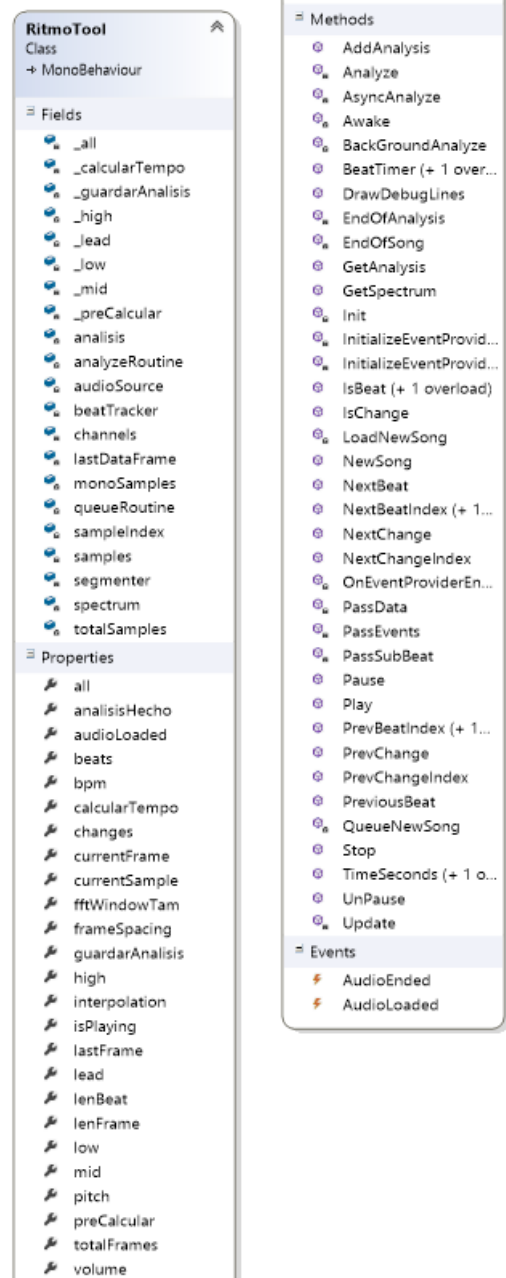 RitmoTool
Class
→ MonoBehaviour
Fields
_all
_calcularTempo
_guardarAnalisis
_high
_lead
_low
_mid
_preCalcular
analisis
analyzeRoutine
audioSource
beatTracker
channels
lastDataFrame
monoSamples
queueRoutine
sampleIndex
samples
segmenter
spectrum
totalSamples
Properties
all
analisisHecho
audioLoaded
beats
bpm
calcularTempo
changes
currentFrame
currentSample
fftWindowTam
frameSpacing
guardarAnalisis
high
interpolation
isPlaying
lastFrame
lead
lenBeat
lenFrame
low
mid
pitch
preCalcular
totalFrames
volume
Methods
AddAnalysis
Analyze
AsyncAnalyze
Awake
BackGroundAnalyze
BeatTimer (+ 1 over...
DrawDebugLines
EndOfAnalysis
EndOfSong
GetAnalysis
GetSpectrum
Init
InitializeEventProvid...
InitializeEventProvid...
IsBeat (+ 1 overload)
IsChange
LoadNewSong
NewSong
NextBeat
NextBeatIndex (+ 1...
NextChange
NextChangeIndex
OnEventProviderEn...
PassData
PassEvents
PassSubBeat
Pause
Play
PrevBeatIndex (+ 1...
PrevChange
PrevChangeIndex
PreviousBeat
QueueNewSong
Stop
TimeSeconds (+ 1 o...
UnPause
Update
Events
AudioEnded
AudioLoaded